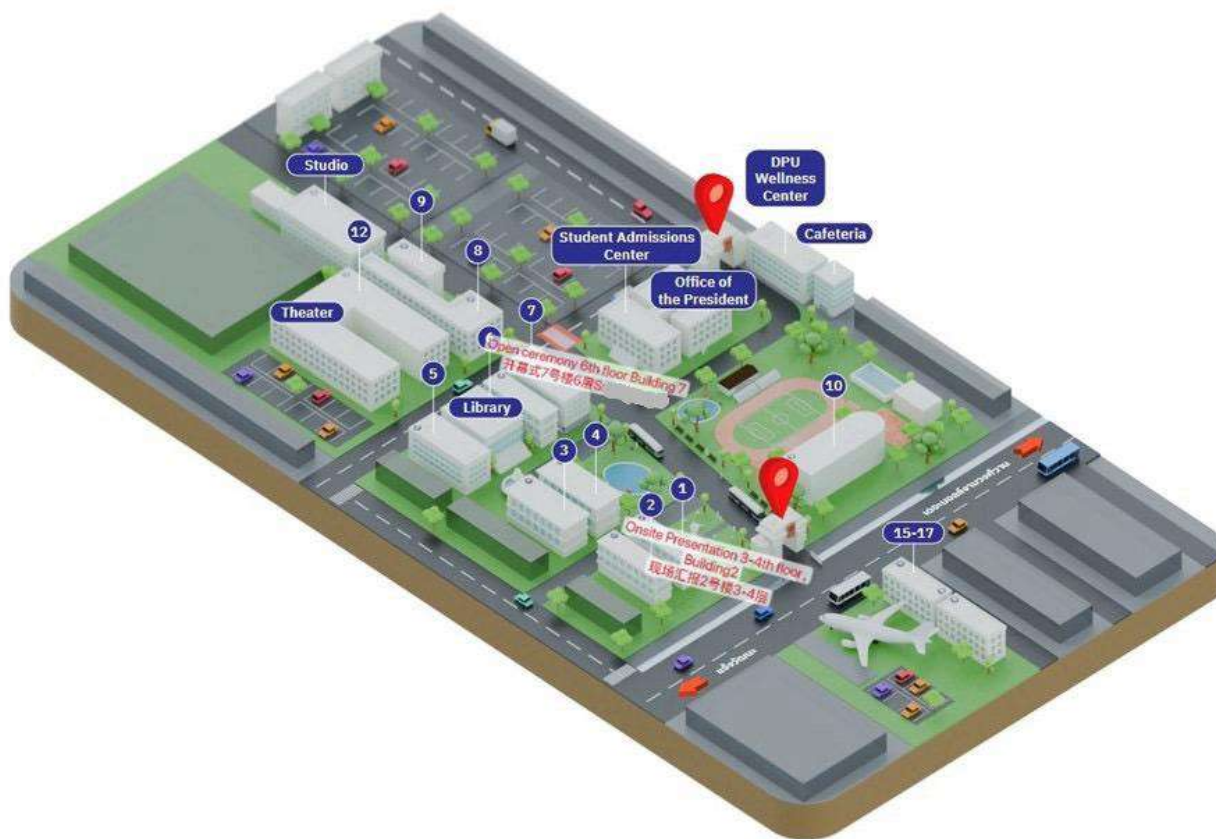 DPU
Wellness
Center
Studio
9
Cafeteria
12
Student Admissions
Center
8
Office of
the President
7
Theater
6
Open ceremony 6th floor Building 7
开幕式7号楼6层S
5
10
Library
4
3
1
2
Onsite Presentation 3-4th floor,
Building2
现场汇报2号楼3-4层
15-17